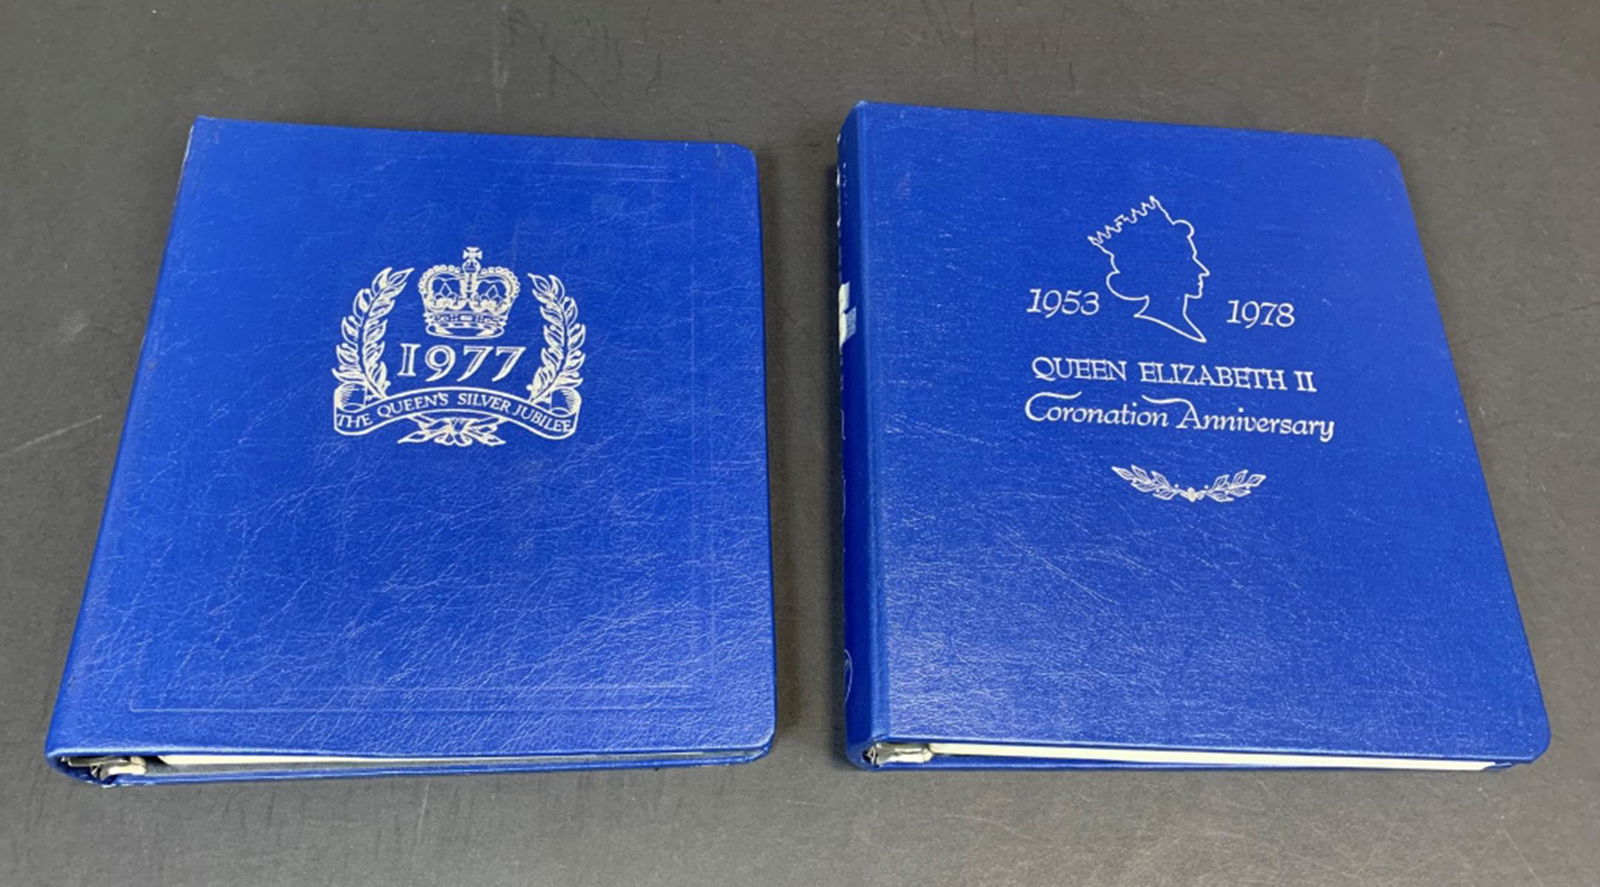 1977
THE QUEEN'S SILVER JUBILEE
1953 1978
QUEEN ELIZABETH II
Coronation Anniversary